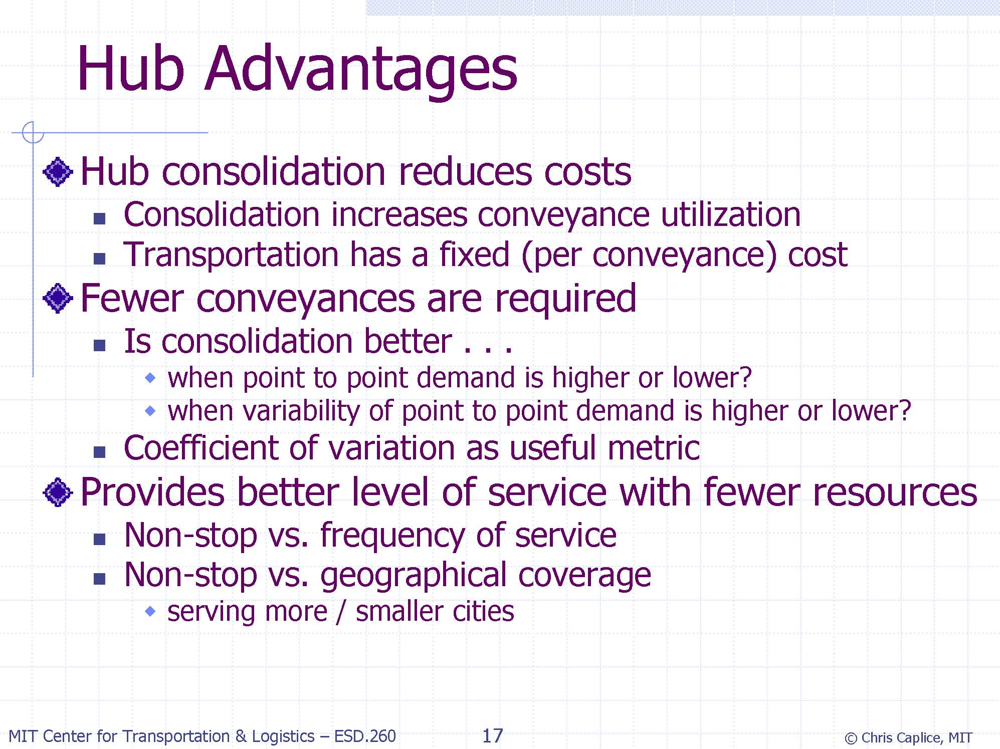 Hub Advantages
Hub consolidation reduces costs
Consolidation increases conveyance utilization
Transportation has a fixed (per conveyance) cost
Fewer conveyances are required
Is consolidation better . . .
when point to point demand is higher or lower?
when variability of point to point demand is higher or lower?
Coefficient of variation as useful metric
Provides better level of service with fewer resources
Non-stop vs. frequency of service
Non-stop vs. geographical coverage
serving more / smaller cities
MIT Center for Transportation & Logistics – ESD.260
17
© Chris Caplice, MIT